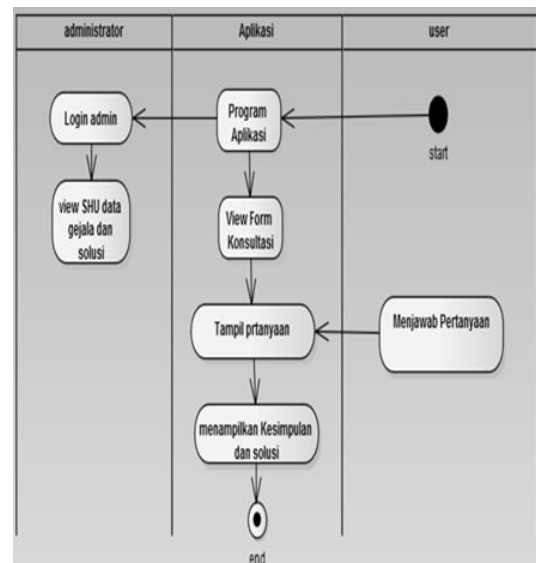 administrator
Aplikasi
user
Login admin
Program
Aplikasi
start
view SHU data
gejala dan
solusi
View Form
Konsultasi
Tampil prtanyaan
Menjawab Pertanyaan
menampilkan Kesimpulan
dan solusi
end